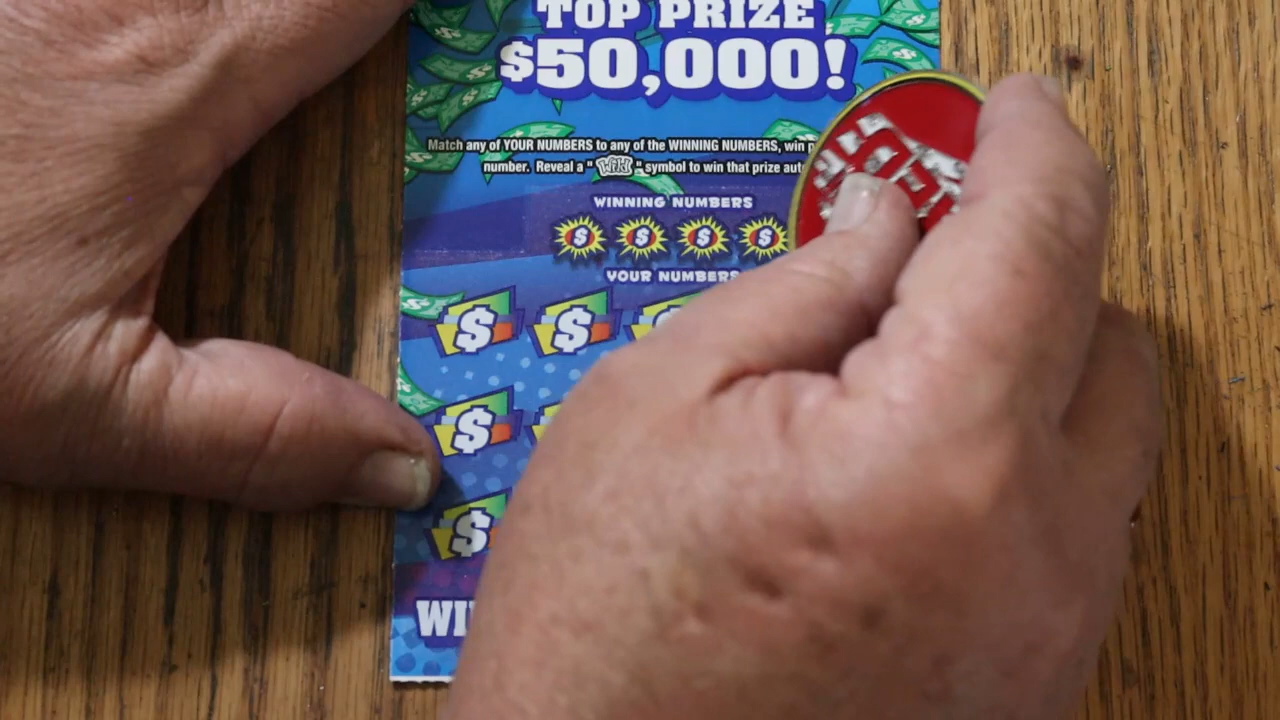 TOP PRIZE
$50,000!
Match any of YOUR NUMBERS to any of the WINNING NUMBERS, win
number. Reveal a "Wild" symbol to win that prize
WINNING NUMBERS
$ $ $ $
YOUR NUMBERS
$ $
$
$